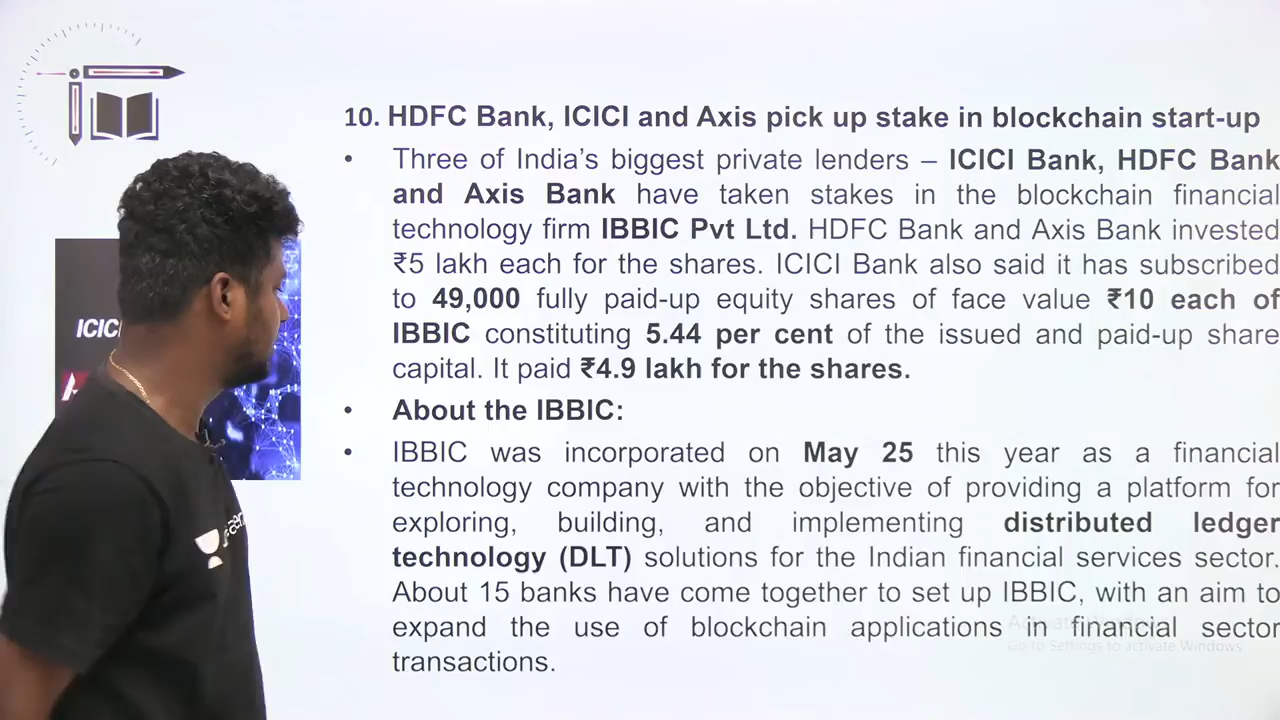 10. HDFC Bank, ICICI and Axis pick up stake in blockchain start-up
• Three of India’s biggest private lenders – ICICI Bank, HDFC Bank
and Axis Bank have taken stakes in the blockchain financial
technology firm IBBIC Pvt Ltd. HDFC Bank and Axis Bank invested
₹5 lakh each for the shares. ICICI Bank also said it has subscribed
to 49,000 fully paid-up equity shares of face value ₹10 each of
IBBIC constituting 5.44 per cent of the issued and paid-up share
capital. It paid ₹4.9 lakh for the shares.
• About the IBBIC:
• IBBIC was incorporated on May 25 this year as a financial
technology company with the objective of providing a platform for
exploring, building, and implementing distributed ledger
technology (DLT) solutions for the Indian financial services sector.
About 15 banks have come together to set up IBBIC, with an aim to
expand the use of blockchain applications in financial sector
transactions.
Activate Windows
Go to Settings to activate Windows.